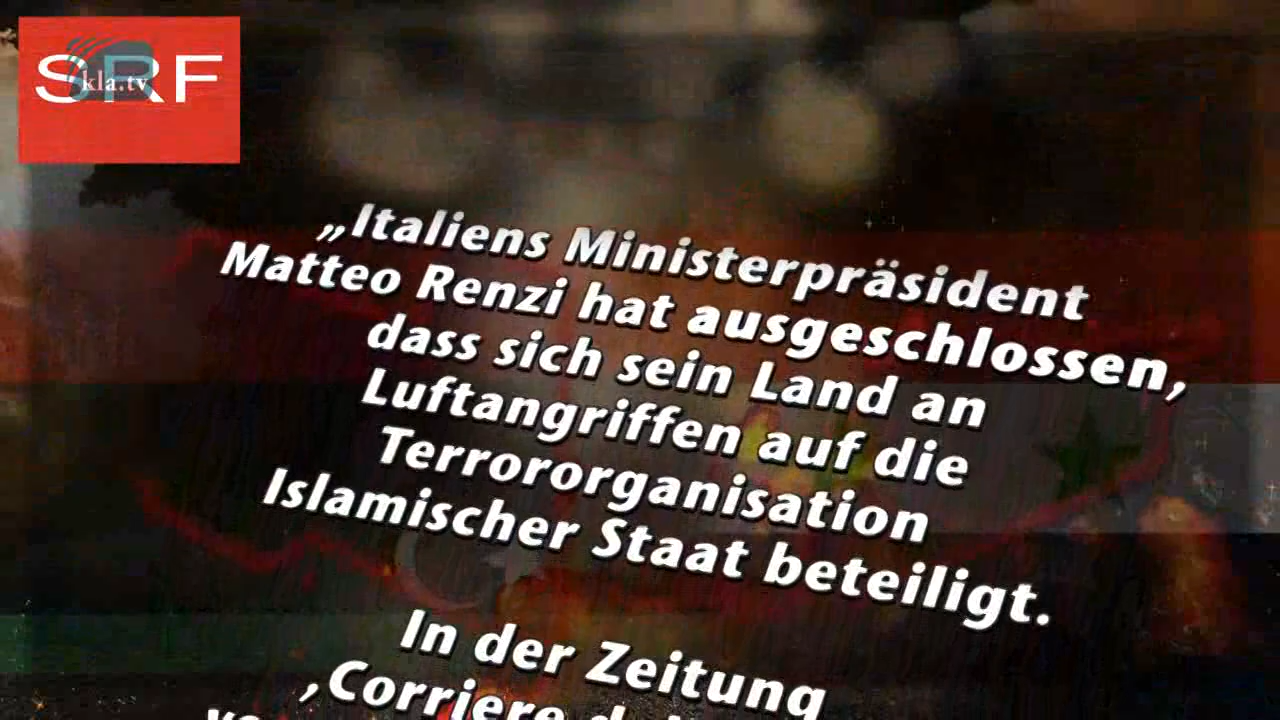 SRF
kla.tv
„Italiens Ministerpräsident
Matteo Renzi hat ausgeschlossen,
dass sich sein Land an
Luftangriffen auf die
Terrororganisation
Islamischer Staat beteiligt.
In der Zeitung
‚Corriere